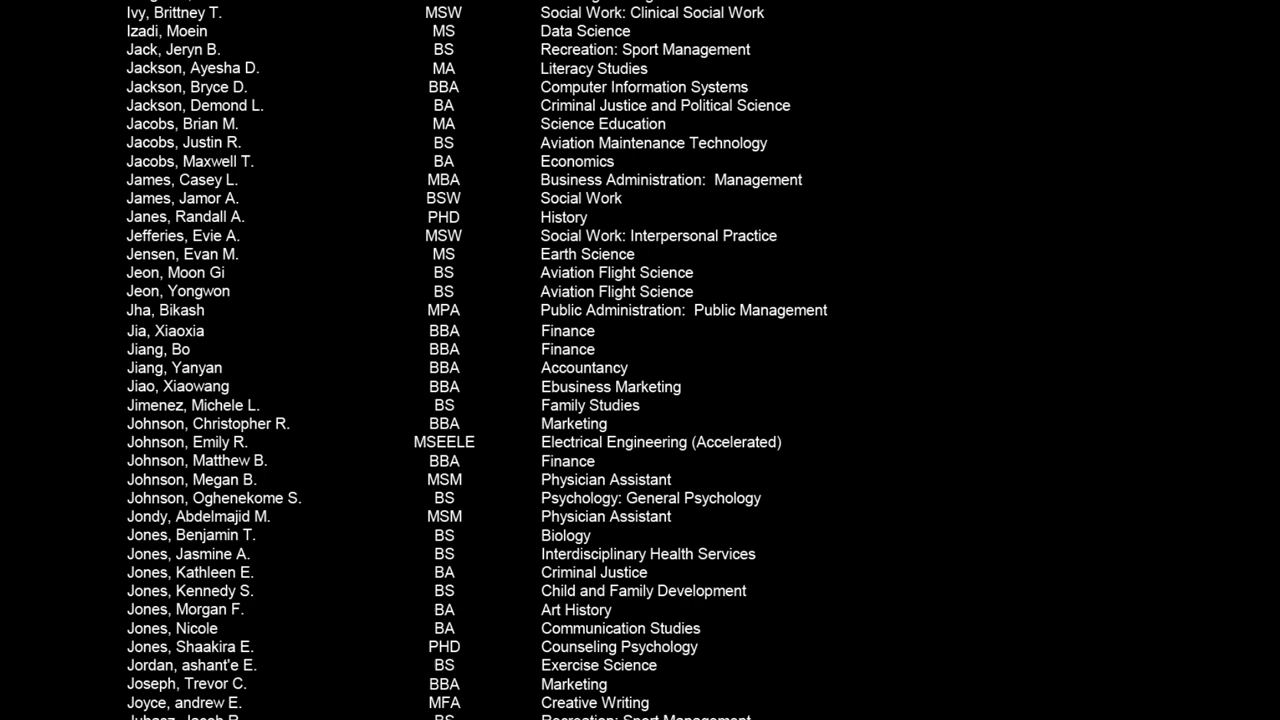 Ivy, Brittney T. MSW Social Work: Clinical Social Work
Izadi, Moein MS Data Science
Jack, Jeryn B. BS Recreation: Sport Management
Jackson, Ayesha D. MA Literacy Studies
Jackson, Bryce D. BBA Computer Information Systems
Jackson, Demond L. BA Criminal Justice and Political Science
Jacobs, Brian M. MA Science Education
Jacobs, Justin R. BS Aviation Maintenance Technology
Jacobs, Maxwell T. BA Economics
James, Casey L. MBA Business Administration:  Management
James, Jamor A. BSW Social Work
Janes, Randall A. PHD History
Jefferies, Evie A. MSW Social Work: Interpersonal Practice
Jensen, Evan M. MS Earth Science
Jeon, Moon Gi BS Aviation Flight Science
Jeon, Yongwon BS Aviation Flight Science
Jha, Bikash MPA Public Administration:  Public Management
Jia, Xiaoxia BBA Finance
Jiang, Bo BBA Finance
Jiang, Yanyan BBA Accountancy
Jiao, Xiaowang BBA Ebusiness Marketing
Jimenez, Michele L. BS Family Studies
Johnson, Christopher R. BBA Marketing
Johnson, Emily R. MSEELE Electrical Engineering (Accelerated)
Johnson, Matthew B. BBA Finance
Johnson, Megan B. MSM Physician Assistant
Johnson, Oghenekome S. BS Psychology: General Psychology
Jondy, Abdelmajid M. MSM Physician Assistant
Jones, Benjamin T. BS Biology
Jones, Jasmine A. BS Interdisciplinary Health Services
Jones, Kathleen E. BA Criminal Justice
Jones, Kennedy S. BS Child and Family Development
Jones, Morgan F. BA Art History
Jones, Nicole BA Communication Studies
Jones, Shaakira E. PHD Counseling Psychology
Jordan, ashant'e E. BS Exercise Science
Joseph, Trevor C. BBA Marketing
Joyce, andrew E. MFA Creative Writing
BS Recreation: Sport Management